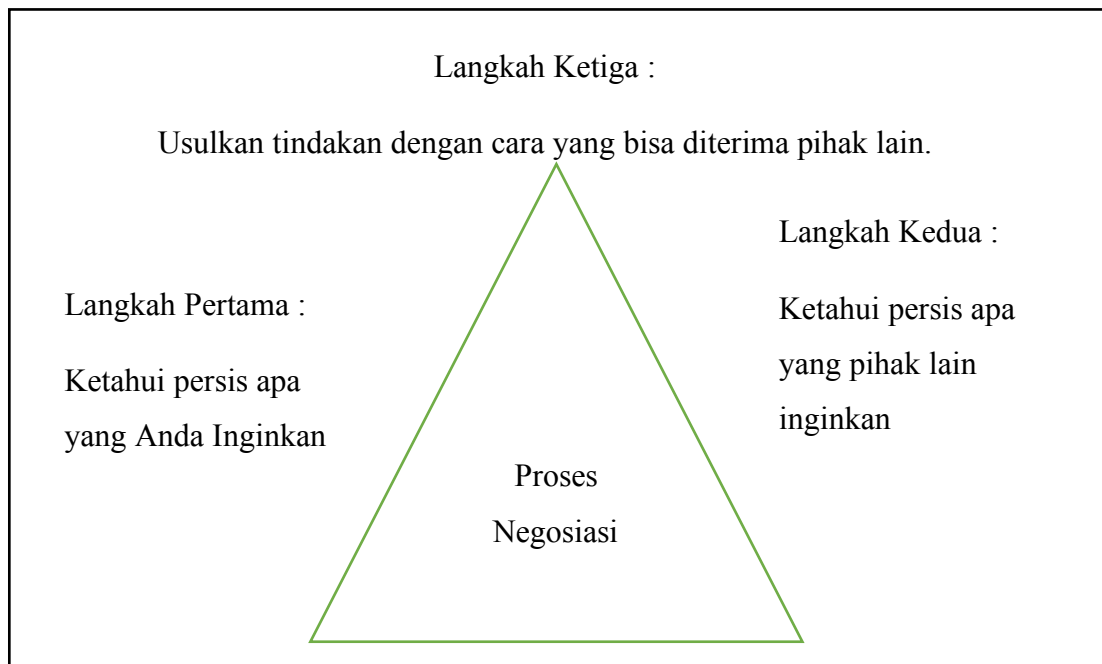 Langkah Ketiga :
Usulkan tindakan dengan cara yang bisa diterima pihak lain.
Langkah Kedua :
Ketahui persis apa
yang pihak lain
inginkan
Langkah Pertama :
Ketahui persis apa
yang Anda Inginkan
Proses
Negosiasi